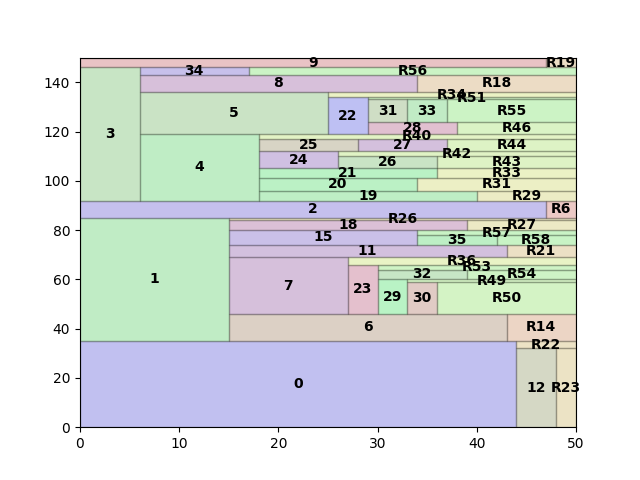 9 R19
34 R56
140
8 R18
R34
R51
31 33 R55
5 22
120
28 R46
3 R40
25 27 R44
R42
24 26 R43
4 21 R33
100
20 R31
19 R29
2 R6
R26
18 R27
R57
80
15 35 R58
11 R21
R36
R53
32 R54
60
1 R49
7 23 29 30 R50
40
6 R14
R22
20
0 12 R23
0
0 10 20 30 40 50